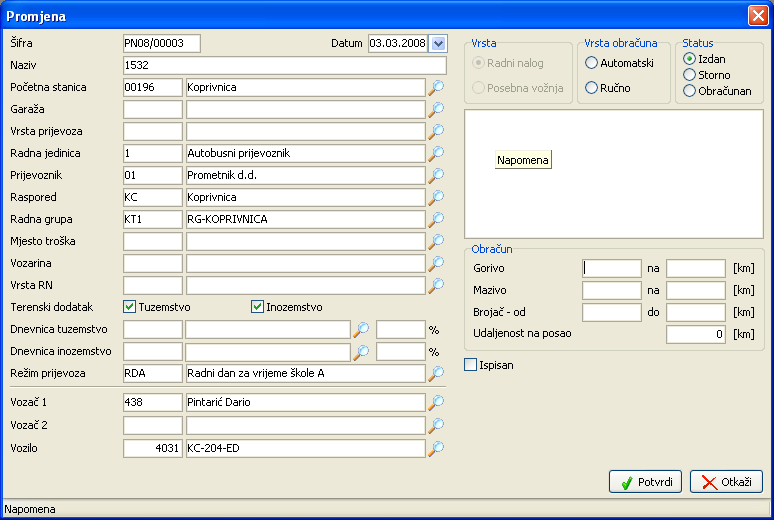 Promjena
Šifra PN08/00003 Datum 03.03.2008
Naziv 1532
Početna stanica 00196 Koprivnica
Garaža
Vrsta prijevoza
Radna jedinica 1 Autobusni prijevoznik
Prijevoznik 01 Prometnik d.d.
Raspored KC Koprivnica
Radna grupa KT1 RG-KOPRIVNICA
Mjesto troška
Vozarina
Vrsta RN
Terenski dodatak Tuzemstvo Inozemstvo
Dnevnica tuzemstvo %
Dnevnica inozemstvo %
Režim prijevoza RDA Radni dan za vrijeme škole A
Vozač 1 438 Pintarić Dario
Vozač 2
Vozilo 4031 KC-204-ED
Vrsta
Radni nalog
Posebna vožnja
Vrsta obračuna
Automatski
Ručno
Status
Izdan
Storno
Obračunan
Napomena
Obračun
Gorivo na [km]
Mazivo na [km]
Brojač - od do [km]
Udaljenost na posao 0 [km]
Ispisan
Potvrdi Otkaži
Napomena